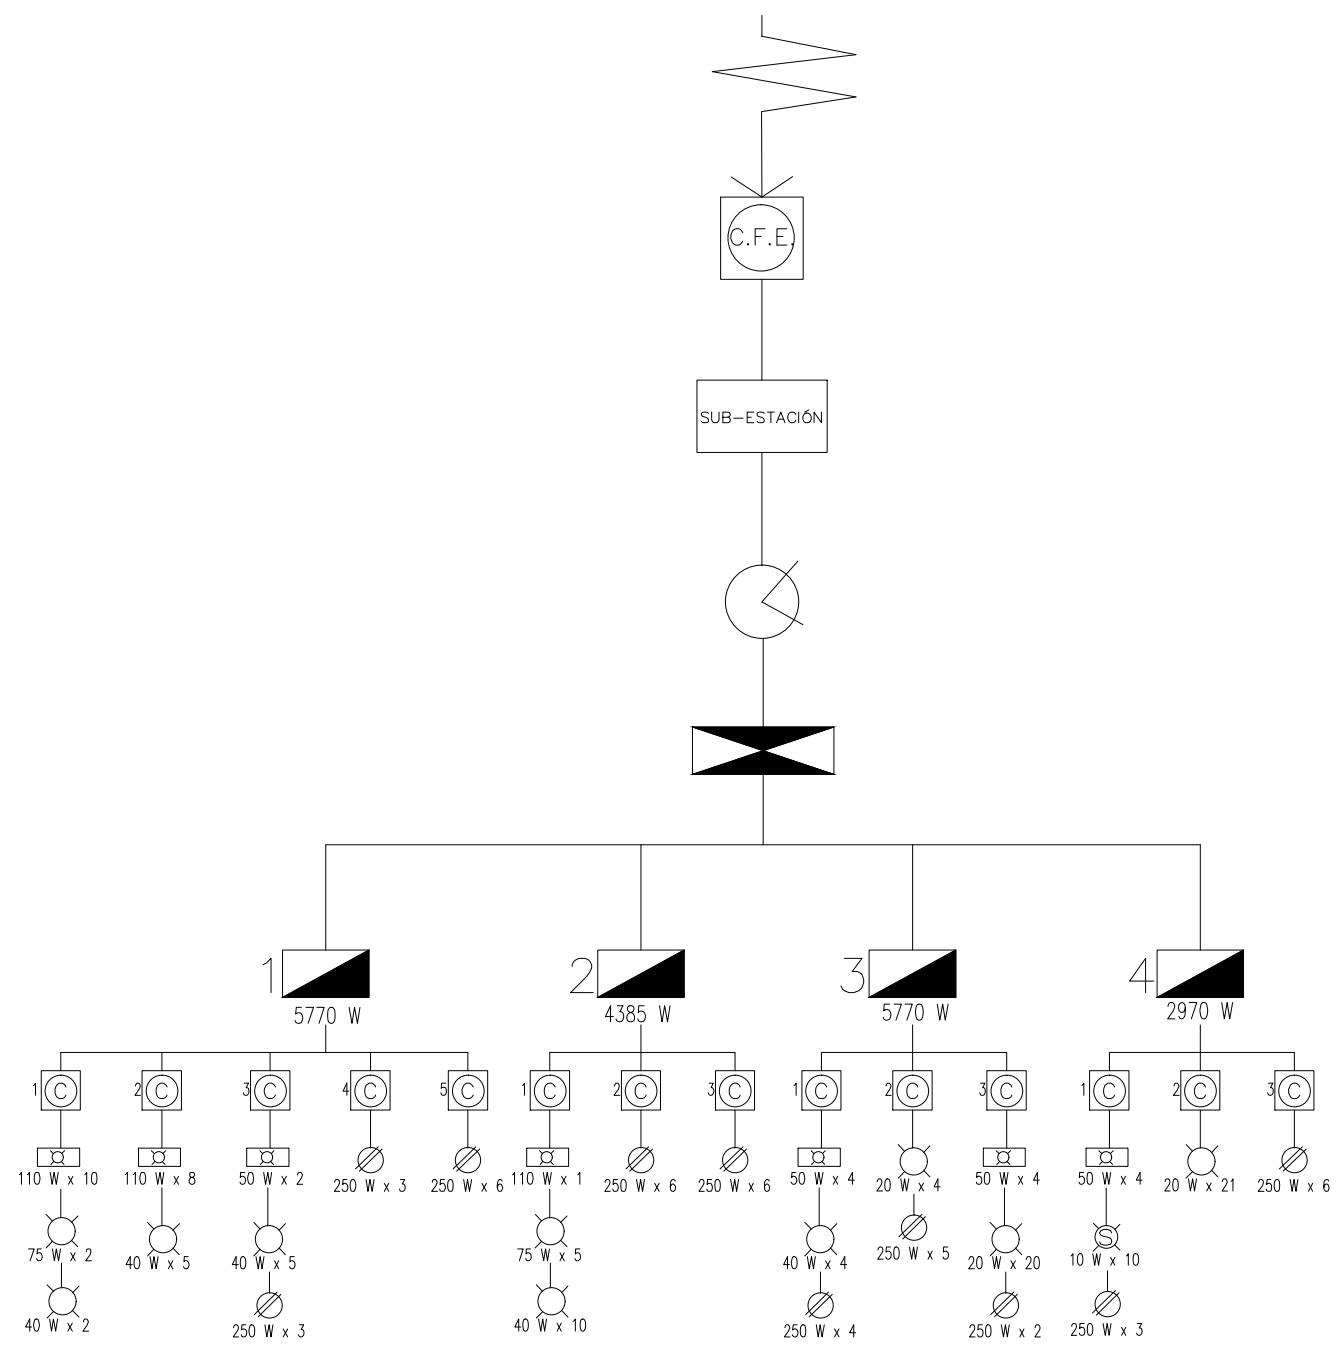 C.F.E.
SUB-ESTACIÓN
1
5770 W
2
4385 W
3
5770 W
4
2970 W
1 C
2 C
3 C
4 C
5 C
1 C
2 C
3 C
1 C
2 C
3 C
1 C
2 C
3 C
110 W x 10
110 W x 8
50 W x 2
250 W x 3
250 W x 6
110 W x 1
250 W x 6
250 W x 6
50 W x 4
20 W x 4
50 W x 4
50 W x 4
20 W x 21
250 W x 6
75 W x 2
40 W x 5
40 W x 5
75 W x 5
40 W x 4
250 W x 5
20 W x 20
S
10 W x 10
40 W x 2
250 W x 3
40 W x 10
250 W x 4
250 W x 2
250 W x 3